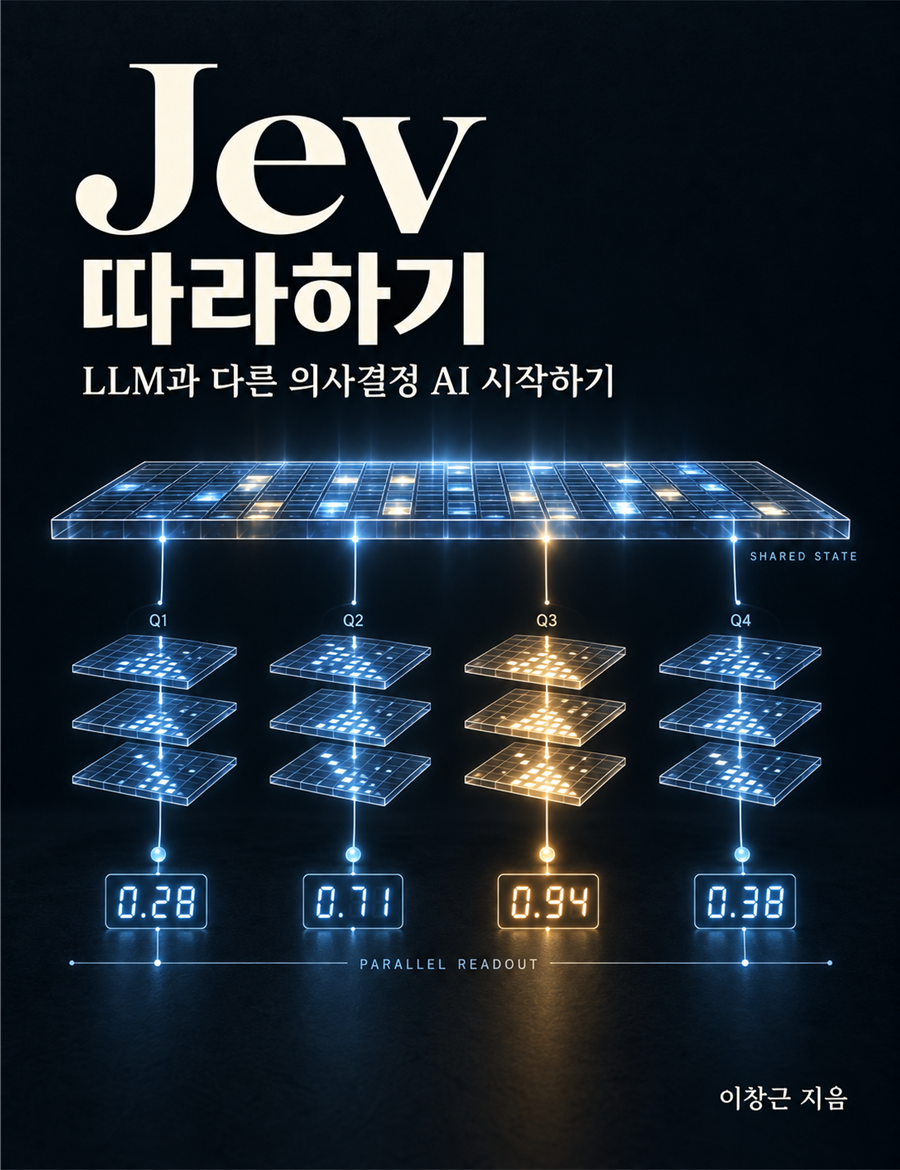 Jev
따라하기
LLM과 다른 의사결정 AI 시작하기
SHARED STATE
Q1 Q2 Q3 Q4
0.28 0.71 0.94 0.38
PARALLEL READOUT
이창근 지음